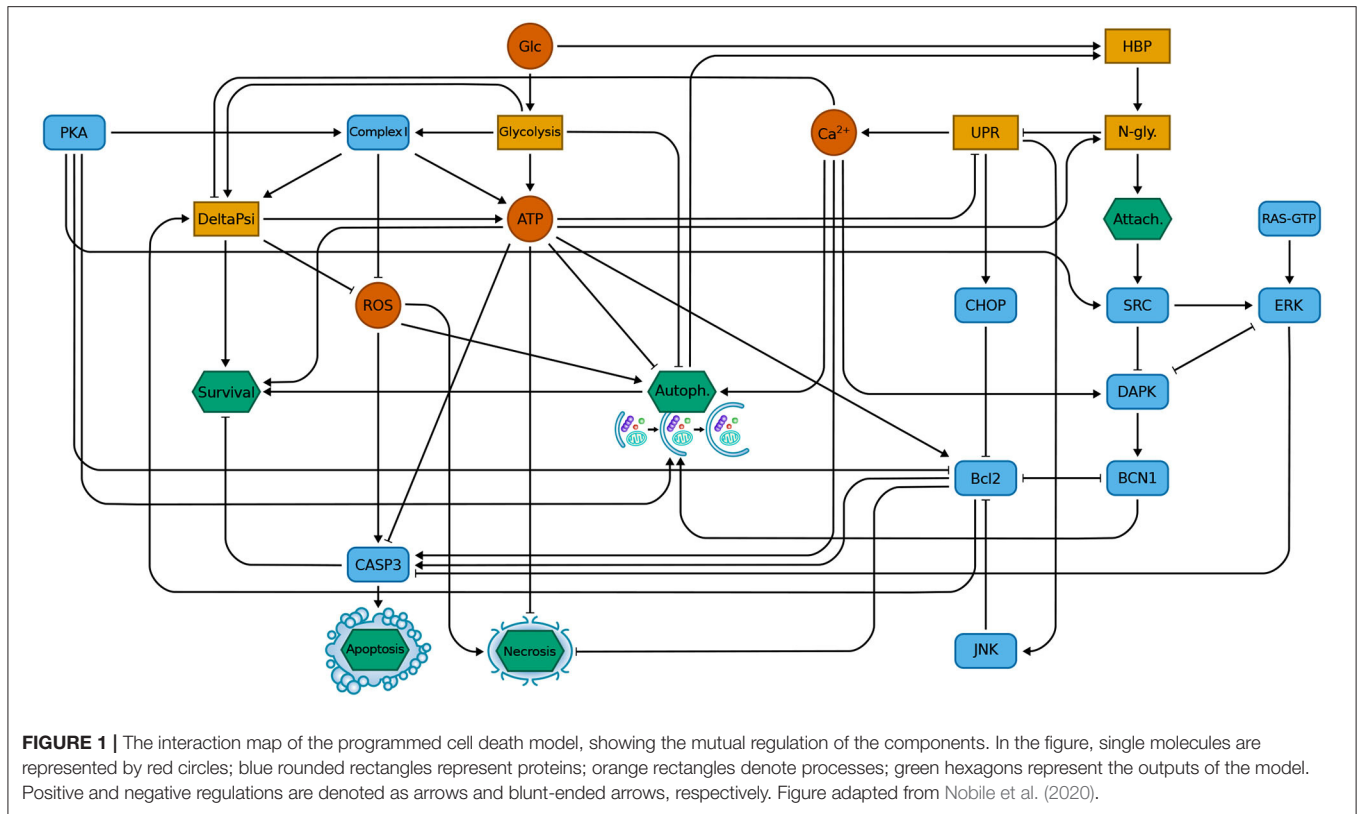 Glc
HBP
PKA
Complex I
Glycolysis
Ca²⁺
UPR
N-gly.
DeltaPsi
ATP
Attach.
RAS-GTP
ROS
CHOP
SRC
ERK
Survival
Autoph.
DAPK
Bcl2
BCN1
CASP3
Apoptosis
Necrosis
JNK
FIGURE 1 | The interaction map of the programmed cell death model, showing the mutual regulation of the components. In the figure, single molecules are
represented by red circles; blue rounded rectangles represent proteins; orange rectangles denote processes; green hexagons represent the outputs of the model.
Positive and negative regulations are denoted as arrows and blunt-ended arrows, respectively. Figure adapted from Nobile et al. (2020).